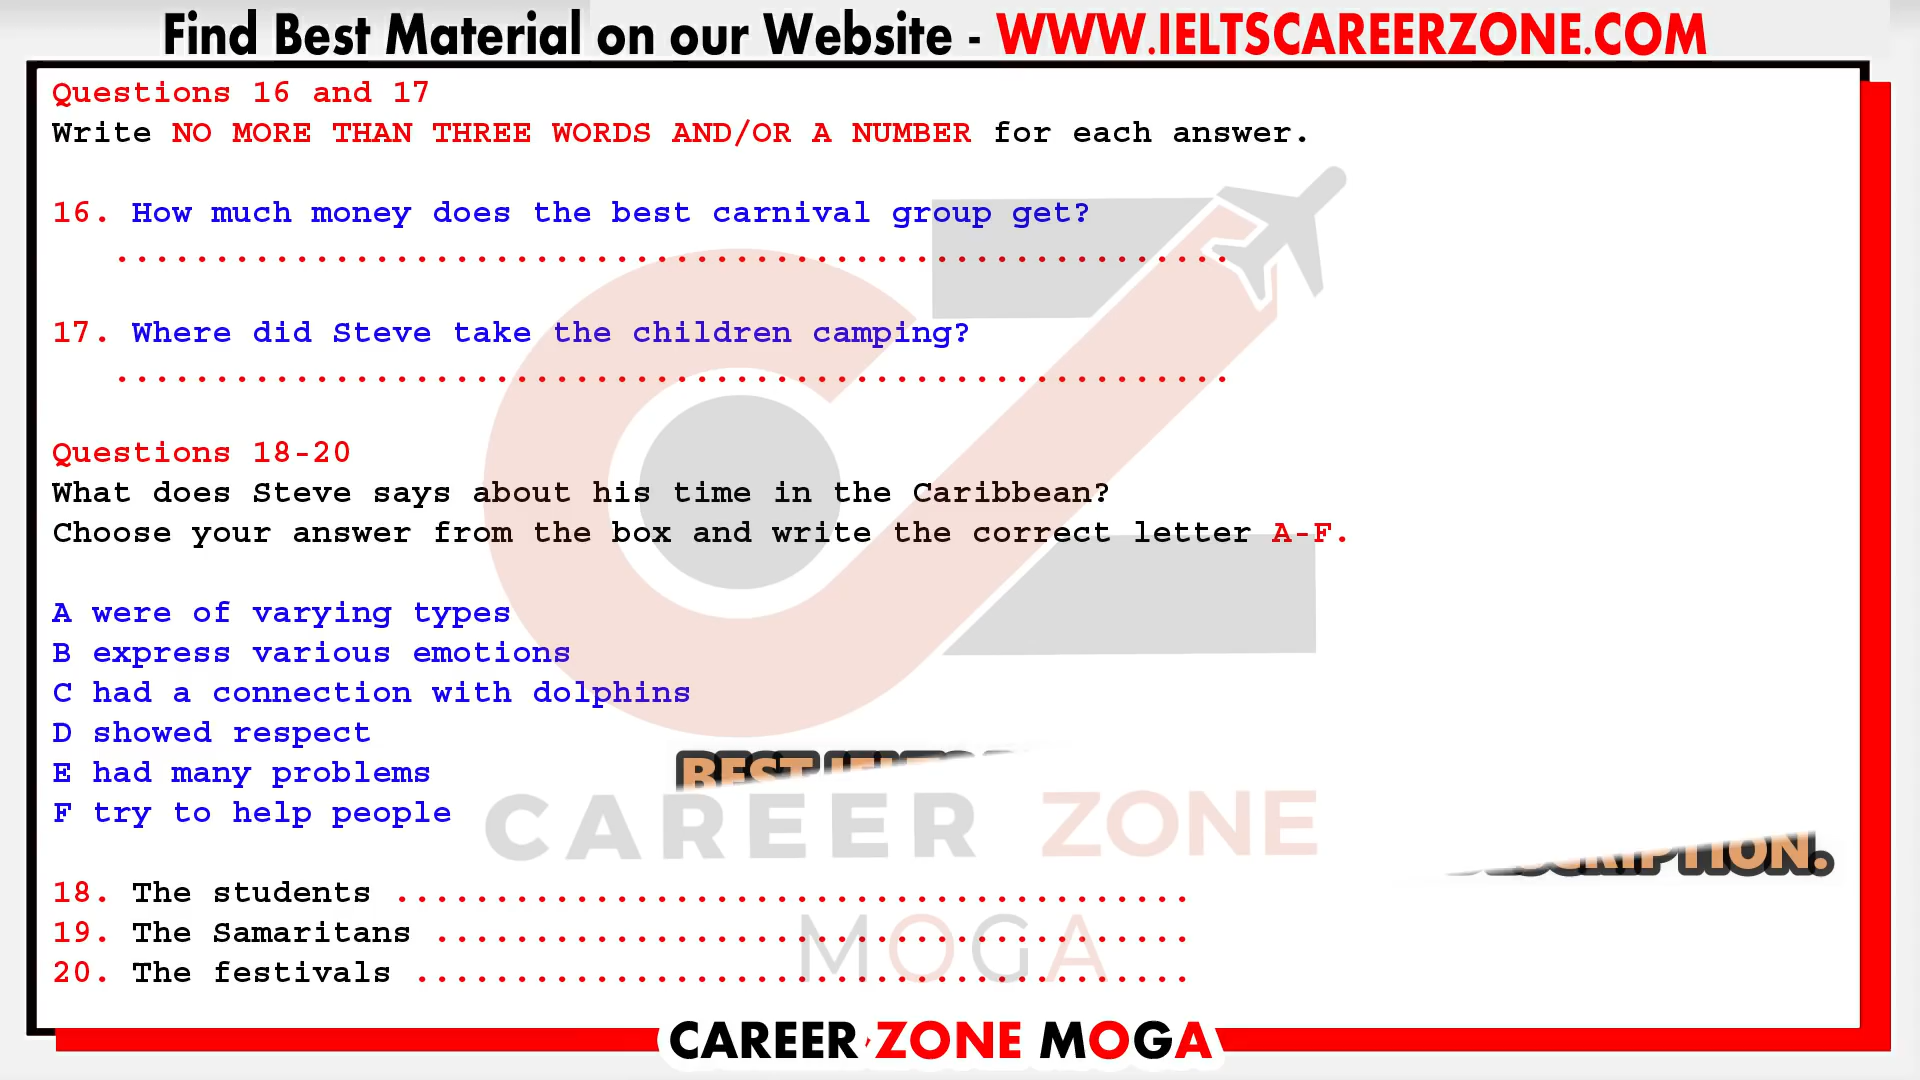 Find Best Material on our Website - WWW.IELTSCAREERZONE.COM
Questions 16 and 17
Write NO MORE THAN THREE WORDS AND/OR A NUMBER for each answer.
16. How much money does the best carnival group get?
........................................................
17. Where did Steve take the children camping?
........................................................
Questions 18-20
What does Steve says about his time in the Caribbean?
Choose your answer from the box and write the correct letter A-F.
A were of varying types
B express various emotions
C had a connection with dolphins
D showed respect
E had many problems
F try to help people
BEST IELTS
CAREER ZONE
DESCRIPTION.
18. The students ........................................
19. The Samaritans ......................................
MOGA
20. The festivals .......................................
CAREER ZONE MOGA